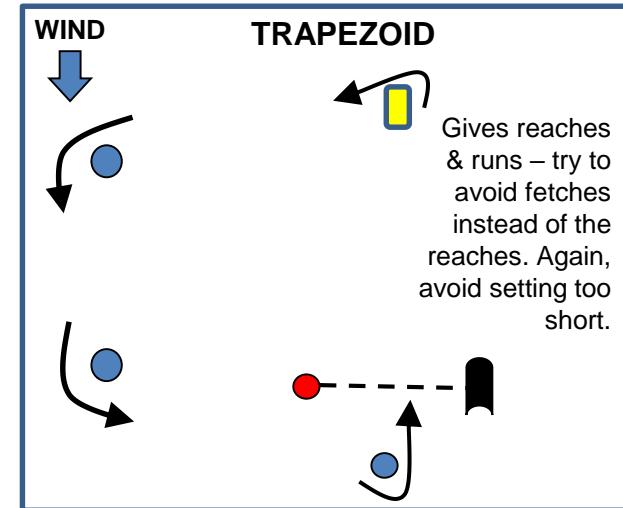 WIND
TRAPEZOID
Gives reaches
& runs – try to
avoid fetches
instead of the
reaches. Again,
avoid setting too
short.